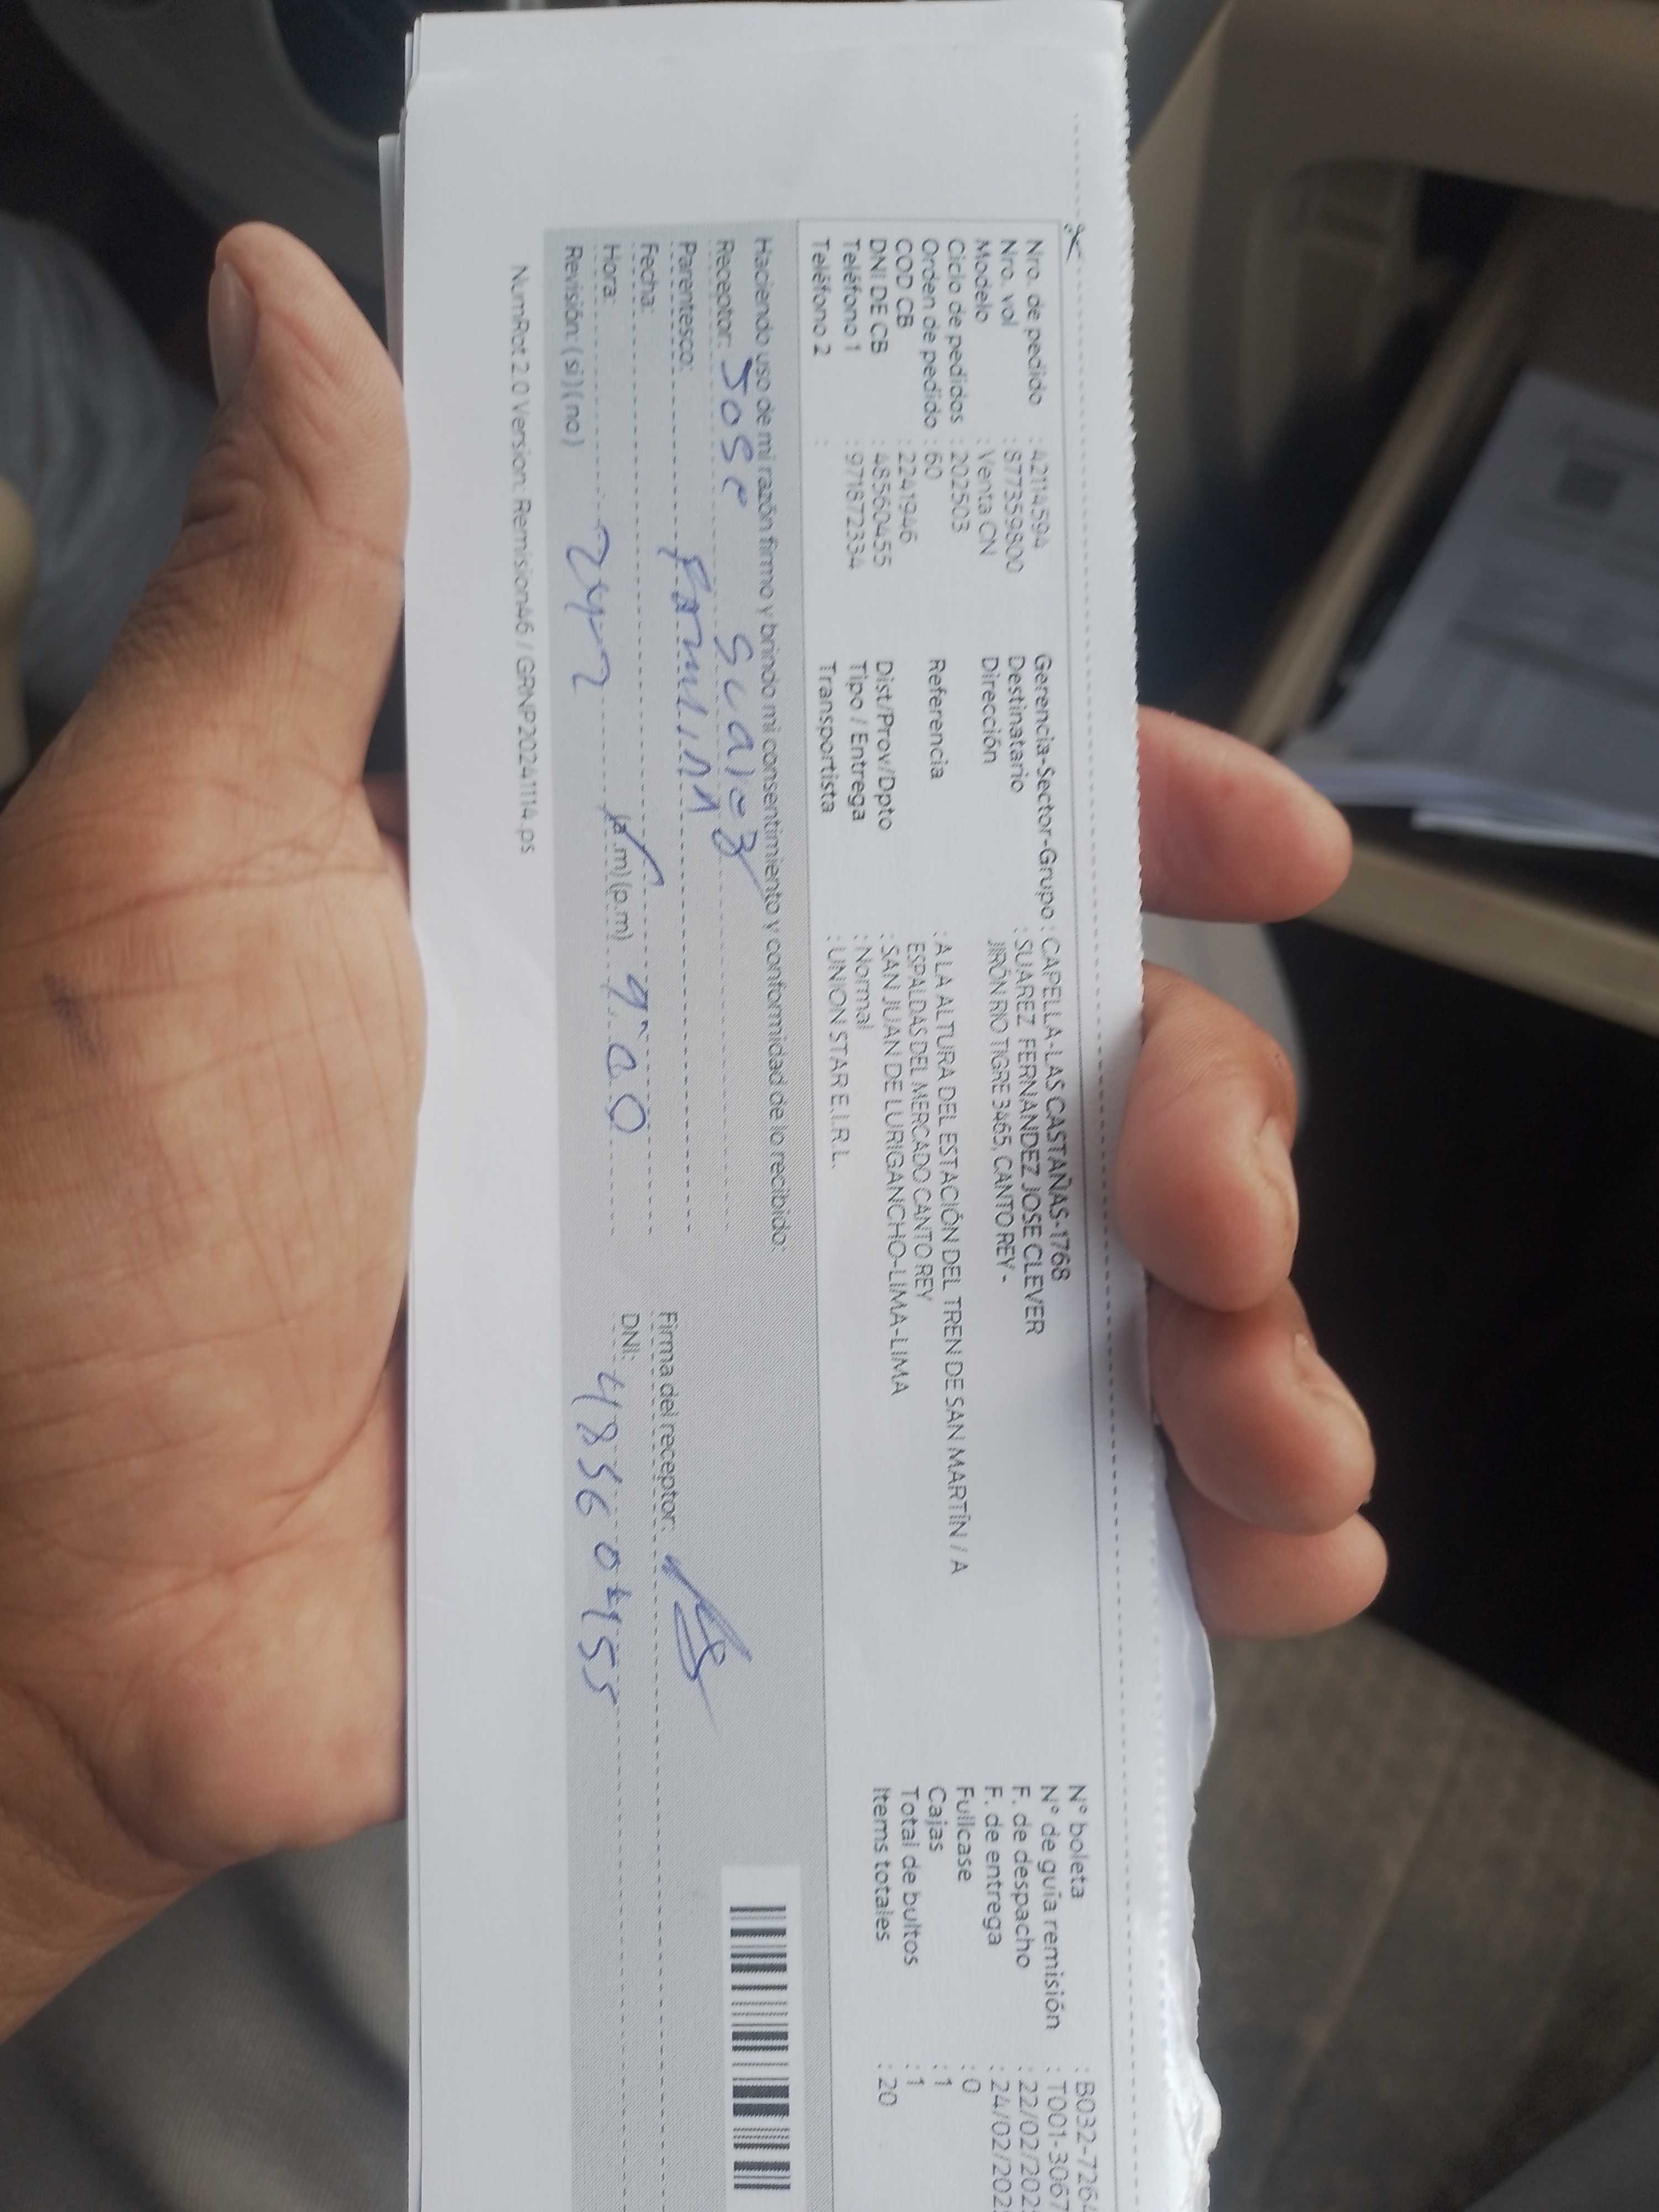 Nro. de pedido : 42114594
Nro. vol : 877359800
Modelo : Venta CN
Ciclo de pedidos : 202503
Orden de pedido : 60
COD CB : 2241946
DNI DE CB : 48560455
Teléfono 1 : 971872334
Teléfono 2 :
Gerencia-Sector-Grupo : CAPELLA-LAS CASTAÑAS-1768
Destinatario : SUAREZ FERNANDEZ JOSE CLEVER
Dirección JIRÓN RIO TIGRE 3465, CANTO REY -
Referencia : A LA ALTURA DEL ESTACIÓN DEL TREN DE SAN MARTÍN / A
ESPALDAS DEL MERCADO CANTO REY
Dist/Prov/Dpto : SAN JUAN DE LURIGANCHO-LIMA-LIMA
Tipo / Entrega : Normal
Transportista : UNION STAR E.I.R.L.
N° boleta : B032-7264
N° de guía remisión : T001-3067
F. de despacho : 22/02/202
F. de entrega : 24/02/202
Fullcase : 0
Cajas : 1
Total de bultos : 1
Items totales : 20
Haciendo uso de mi razón firmo y brindo mi consentimiento y conformidad de lo recibido:
Receptor: Jose Suarez
Parentesco:
Fecha:
Hora: (a.m) (p.m) 9:00
Revisión: ( si ) ( no )
Firma del receptor:
DNI: 48560455
NumRot 2.0 Version: Remision46 / GRNP20241114.ps